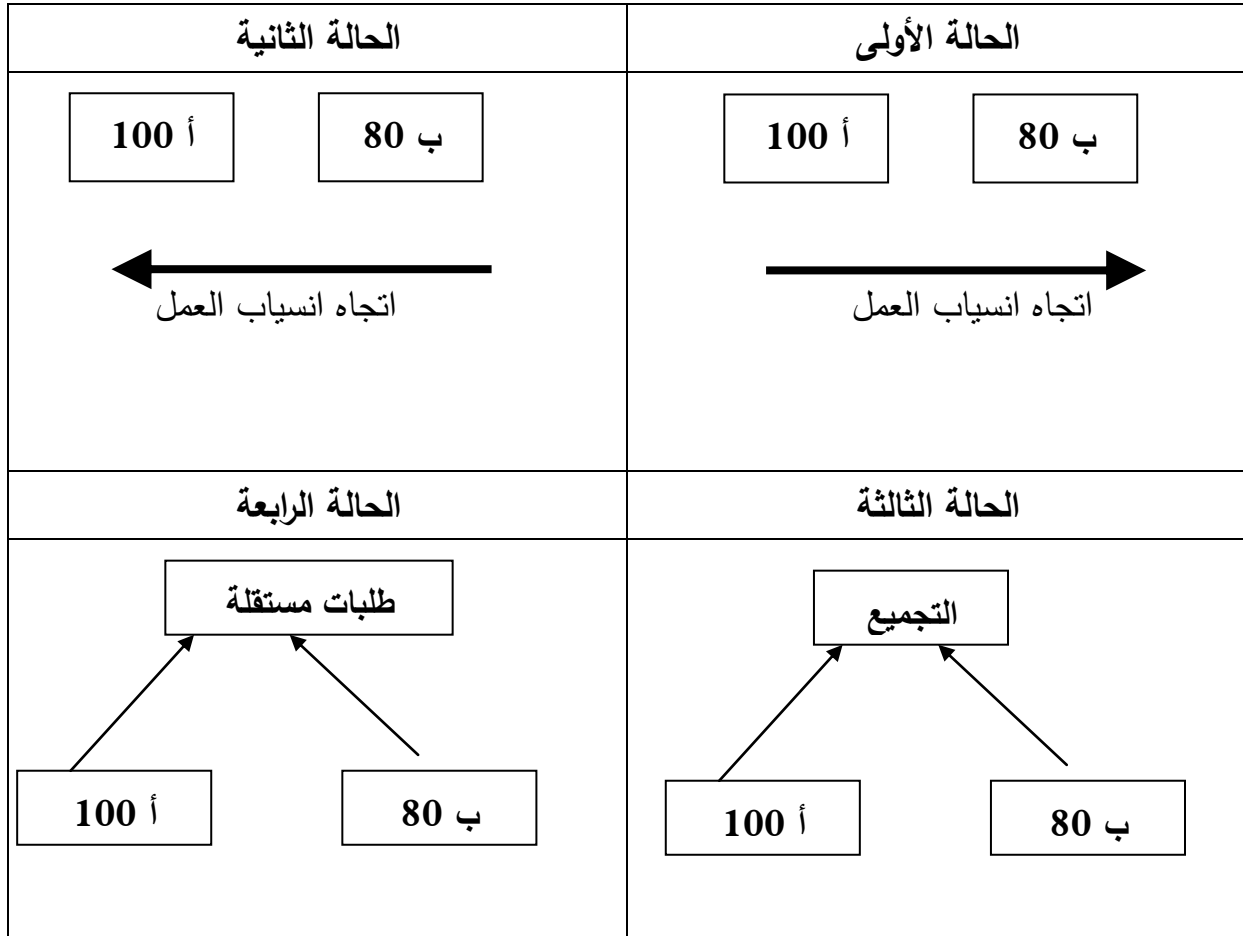 الحالة الأولى
الحالة الثانية
ب 80
أ 100
ب 80
أ 100
اتجاه انسياب العمل
اتجاه انسياب العمل
الحالة الثالثة
الحالة الرابعة
التجميع
طلبات مستقلة
ب 80
أ 100
ب 80
أ 100